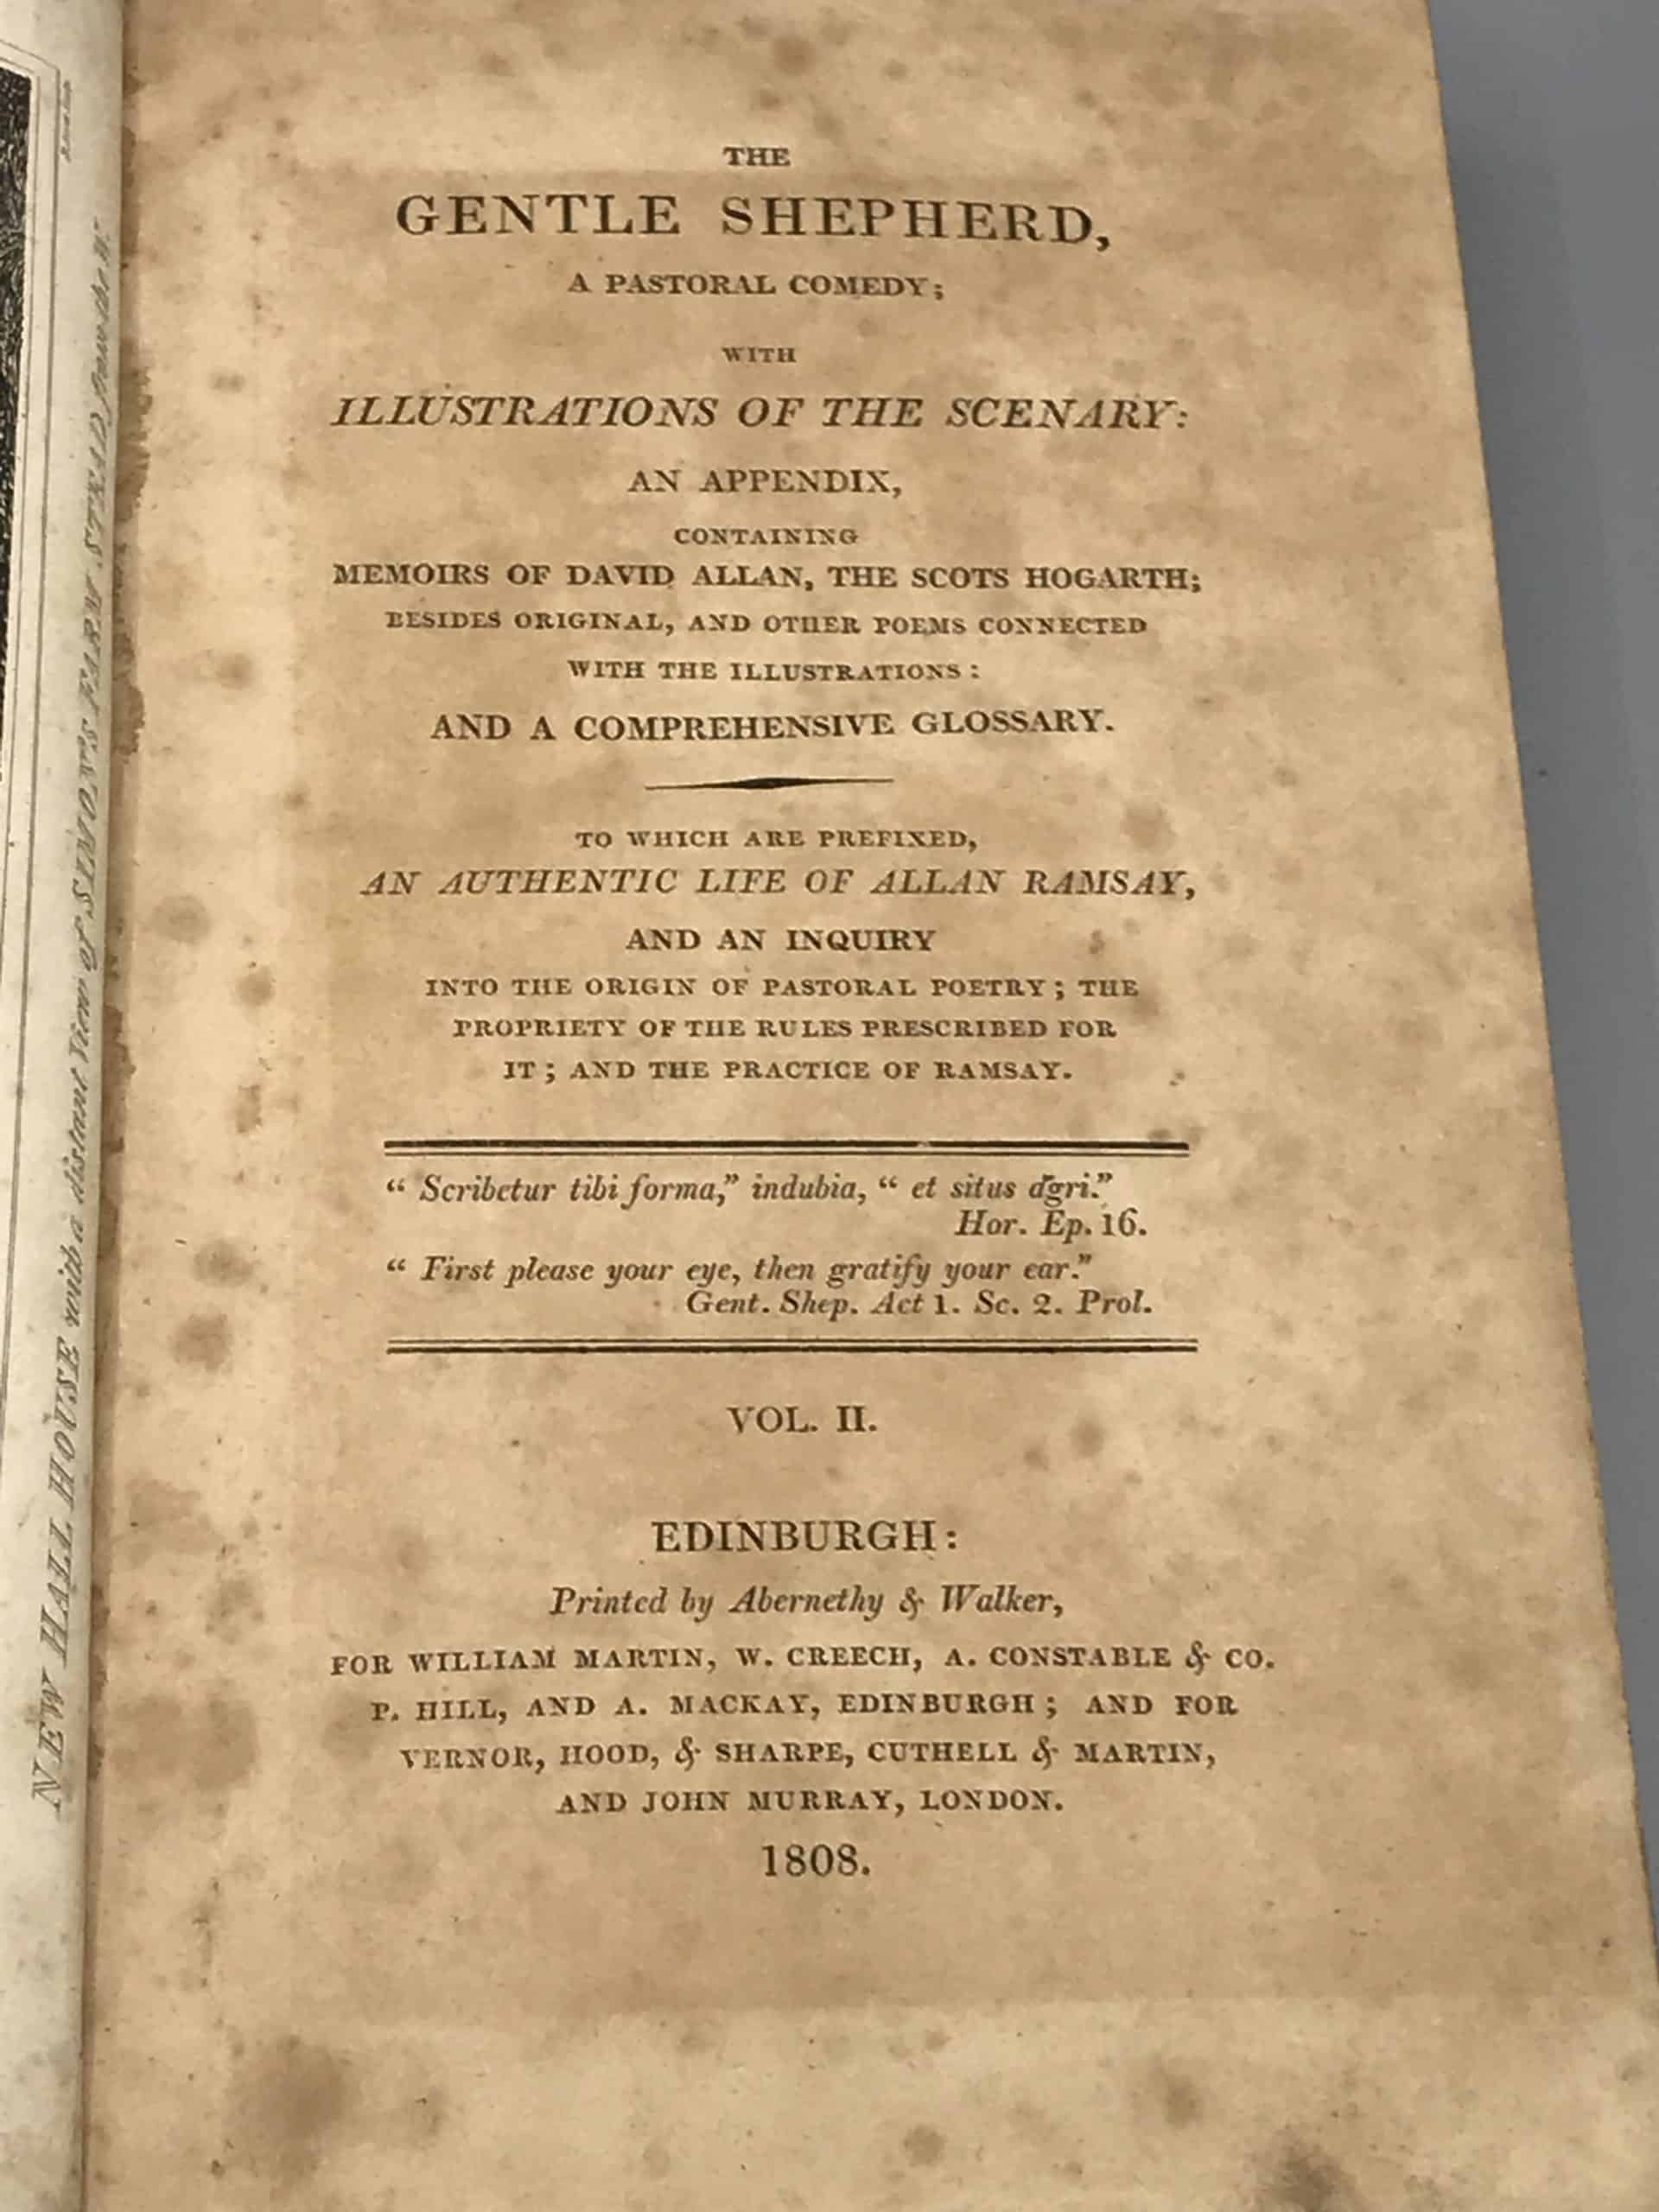 THE
GENTLE SHEPHERD,
A PASTORAL COMEDY;
WITH
ILLUSTRATIONS OF THE SCENARY:
AN APPENDIX,
CONTAINING
MEMOIRS OF DAVID ALLAN, THE SCOTS HOGARTH;
BESIDES ORIGINAL, AND OTHER POEMS CONNECTED
WITH THE ILLUSTRATIONS:
AND A COMPREHENSIVE GLOSSARY.
TO WHICH ARE PREFIXED,
AN AUTHENTIC LIFE OF ALLAN RAMSAY,
AND AN INQUIRY
INTO THE ORIGIN OF PASTORAL POETRY; THE
PROPRIETY OF THE RULES PRESCRIBED FOR
IT; AND THE PRACTICE OF RAMSAY.
“ Scribetur tibi forma,” indubia, “ et situs agri.”
Hor. Ep. 16.
“ First please your eye, then gratify your ear.”
Gent. Shep. Act 1. Sc. 2. Prol.
VOL. II.
EDINBURGH:
Printed by Abernethy & Walker,
FOR WILLIAM MARTIN, W. CREECH, A. CONSTABLE & CO.
P. HILL, AND A. MACKAY, EDINBURGH; AND FOR
VERNOR, HOOD, & SHARPE, CUTHELL & MARTIN,
AND JOHN MURRAY, LONDON.
1808.
NEW HALL HOUSE with a distant View of SYMON'S FARM STEADING from the W.